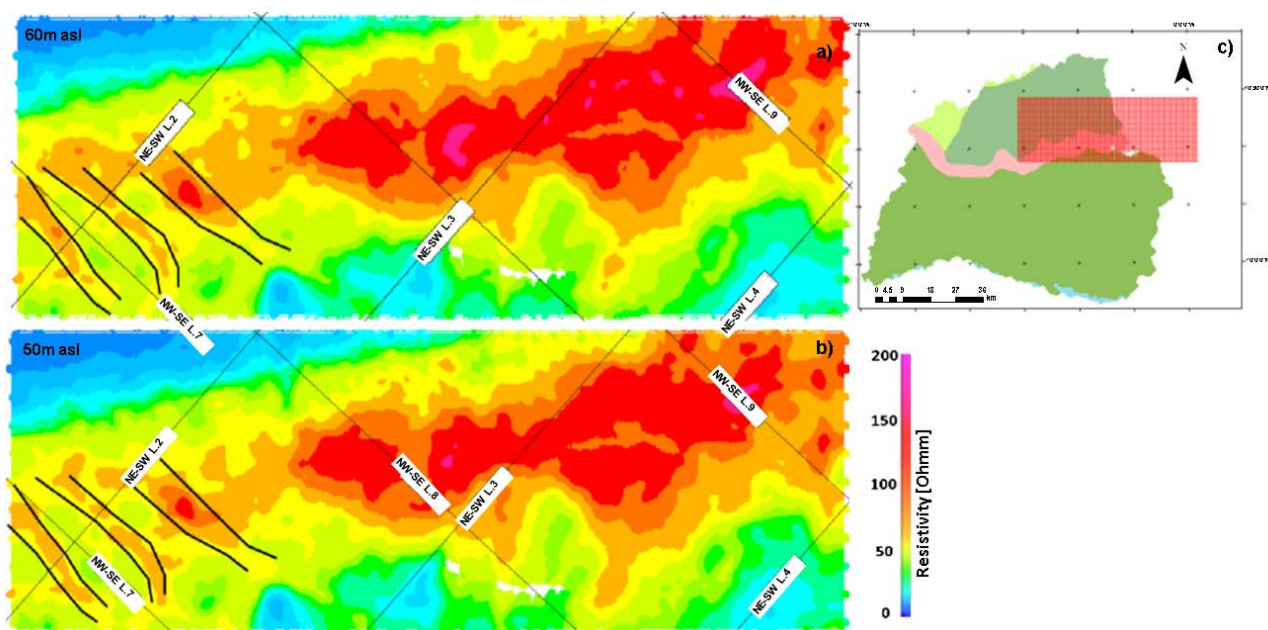 60m asl
a)
NE-SW L.2
NW-SE L.9
NE-SW L.3
NE-SW L.4
NW-SE L.7
50m asl
b)
NW-SE L.9
NE-SW L.2
NW-SE L.8
NE-SW L.3
NW-SE L.7
NE-SW L.4
N
c)
0 4.5 9 18 27 36
km
200
150
100
50
0
Resistivity [Ohmm]